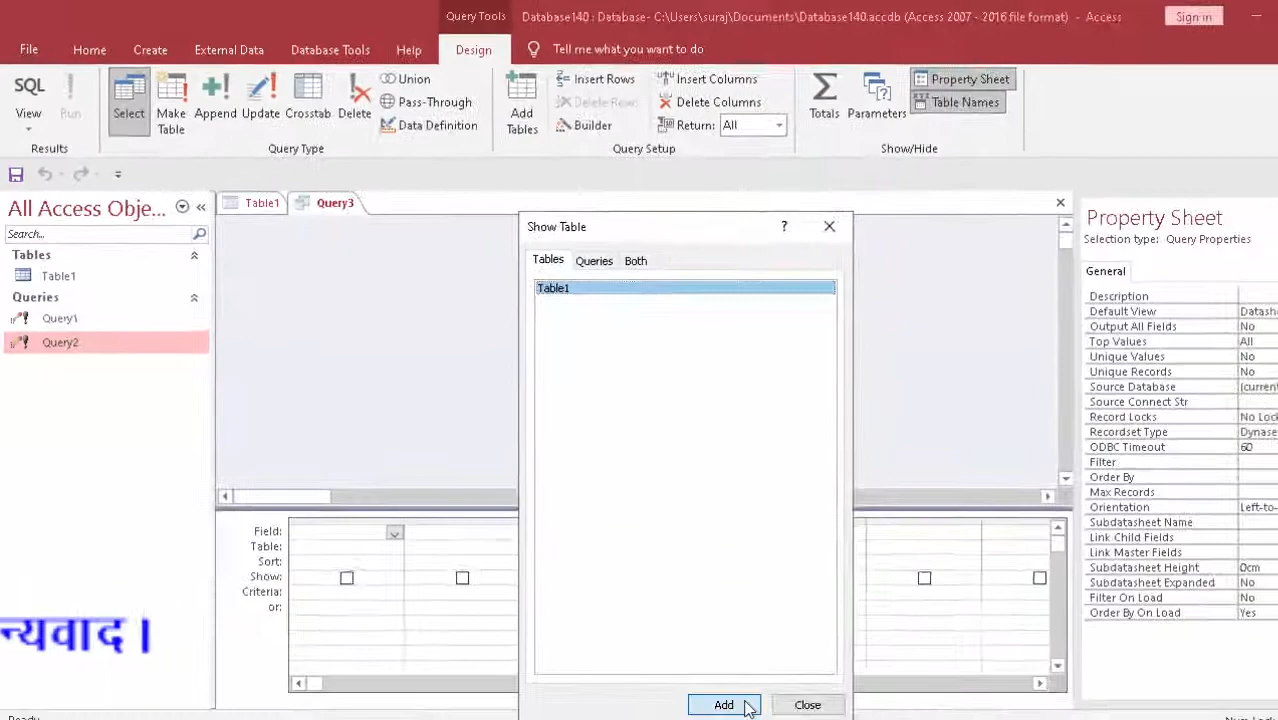 Query Tools
Database140 : Database- C:\Users\suraj\Documents\Database140.accdb (Access 2007 - 2016 file format) - Access
Sign in
File
Home
Create
External Data
Database Tools
Help
Design
Tell me what you want to do
SQL
View
Run
Results
Select
Make
Table
Append
Update
Crosstab
Delete
Union
Pass-Through
Data Definition
Query Type
Add
Tables
Insert Rows
Delete Rows
Builder
Insert Columns
Delete Columns
Return: All
Query Setup
Totals
Parameters
Property Sheet
Table Names
Show/Hide
All Access Obje...
Search...
Tables
Table1
Queries
Query1
Query2
Table1
Query3
Show Table
Tables
Queries
Both
Table1
Add
Close
Field:
Table:
Sort:
Show:
Criteria:
or:
Property Sheet
Selection type: Query Properties
General
Description
Default View Datash
Output All Fields No
Top Values All
Unique Values No
Unique Records No
Source Database (current
Source Connect Str
Record Locks No Lock
Recordset Type Dynase
ODBC Timeout 60
Filter
Order By
Max Records
Orientation Left-to-
Subdatasheet Name
Link Child Fields
Link Master Fields
Subdatasheet Height 0cm
Subdatasheet Expanded No
Filter On Load No
Order By On Load Yes
न्यवाद ।